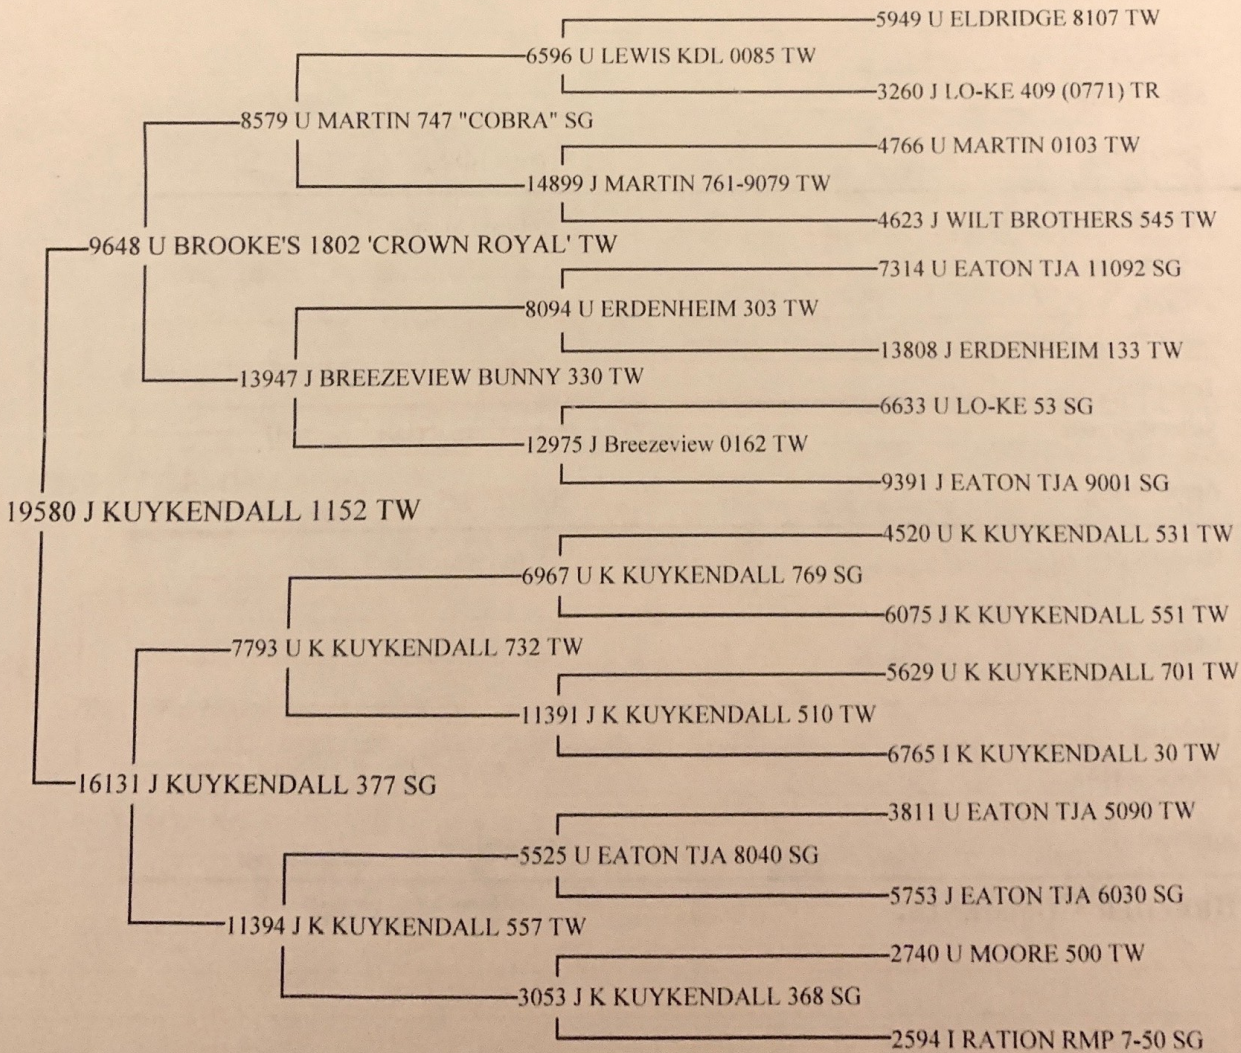 5949 U ELDRIDGE 8107 TW
6596 U LEWIS KDL 0085 TW
3260 J LO-KE 409 (0771) TR
8579 U MARTIN 747 "COBRA" SG
4766 U MARTIN 0103 TW
14899 J MARTIN 761-9079 TW
4623 J WILT BROTHERS 545 TW
9648 U BROOKE'S 1802 'CROWN ROYAL' TW
7314 U EATON TJA 11092 SG
8094 U ERDENHEIM 303 TW
13808 J ERDENHEIM 133 TW
13947 J BREEZEVIEW BUNNY 330 TW
6633 U LO-KE 53 SG
12975 J Breezeview 0162 TW
9391 J EATON TJA 9001 SG
19580 J KUYKENDALL 1152 TW
4520 U K KUYKENDALL 531 TW
6967 U K KUYKENDALL 769 SG
6075 J K KUYKENDALL 551 TW
7793 U K KUYKENDALL 732 TW
5629 U K KUYKENDALL 701 TW
11391 J K KUYKENDALL 510 TW
6765 I K KUYKENDALL 30 TW
16131 J KUYKENDALL 377 SG
3811 U EATON TJA 5090 TW
5525 U EATON TJA 8040 SG
5753 J EATON TJA 6030 SG
11394 J K KUYKENDALL 557 TW
2740 U MOORE 500 TW
3053 J K KUYKENDALL 368 SG
2594 I RATION RMP 7-50 SG